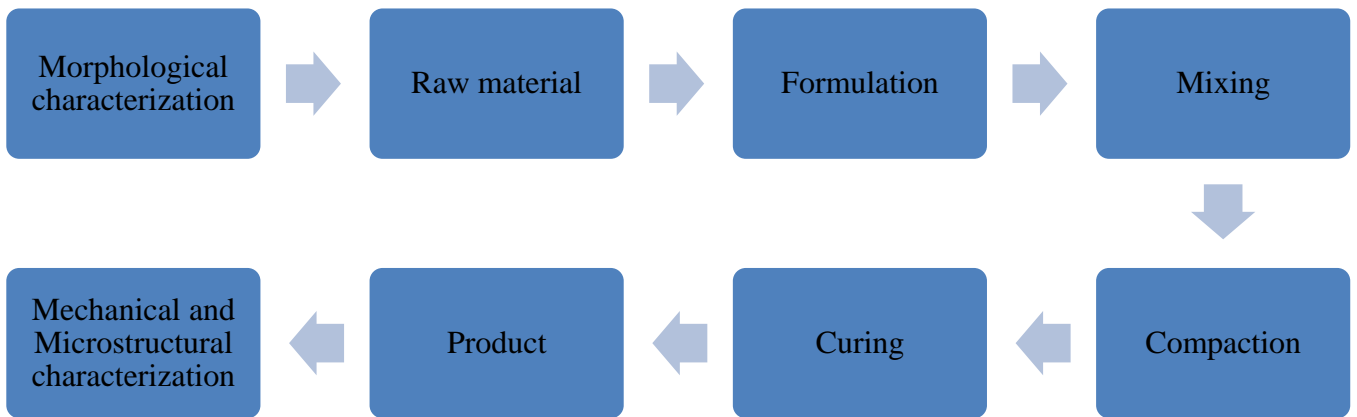 Morphological
characterization
Raw material
Formulation
Mixing
Compaction
Curing
Product
Mechanical and
Microstructural
characterization